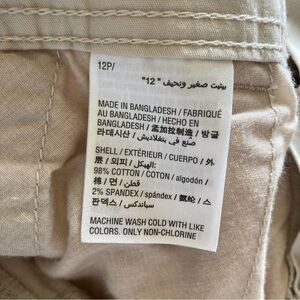 12P/
بيتيت صغير ونحيف "12"
MADE IN BANGLADESH / FABRIQUÉ
AU BANGLADESH / HECHO EN
BANGLADESH / 孟加拉制造 / 방글
라데시산 / صنع في بنغلاديش
SHELL / EXTÉRIEUR / CUERPO / 外
层 / 외피 / الهيكل:
98% COTTON / COTON / algodón /
棉 / 면 / قطن
2% SPANDEX / spándex / 氨纶 / 스
판덱스 / سباندكس
MACHINE WASH COLD WITH LIKE
COLORS. ONLY NON-CHLORINE